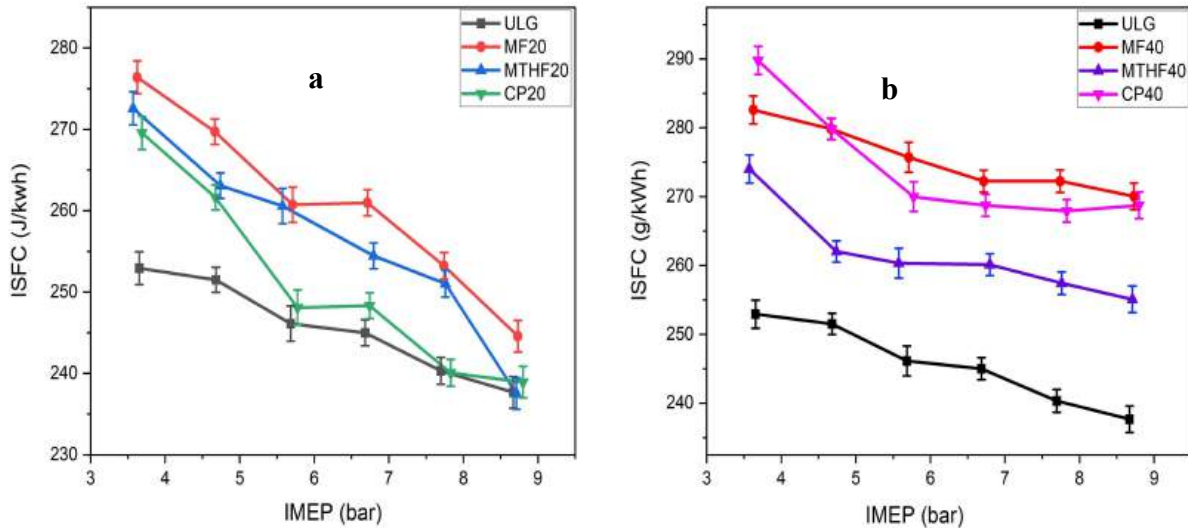 ULG
MF20
MTHF20
CP20
a
280
270
260
250
240
230
ISFC (J/kwh)
3 4 5 6 7 8 9
IMEP (bar)
ULG
MF40
MTHF40
CP40
b
290
280
270
260
250
240
ISFC (g/kWh)
3 4 5 6 7 8 9
IMEP (bar)